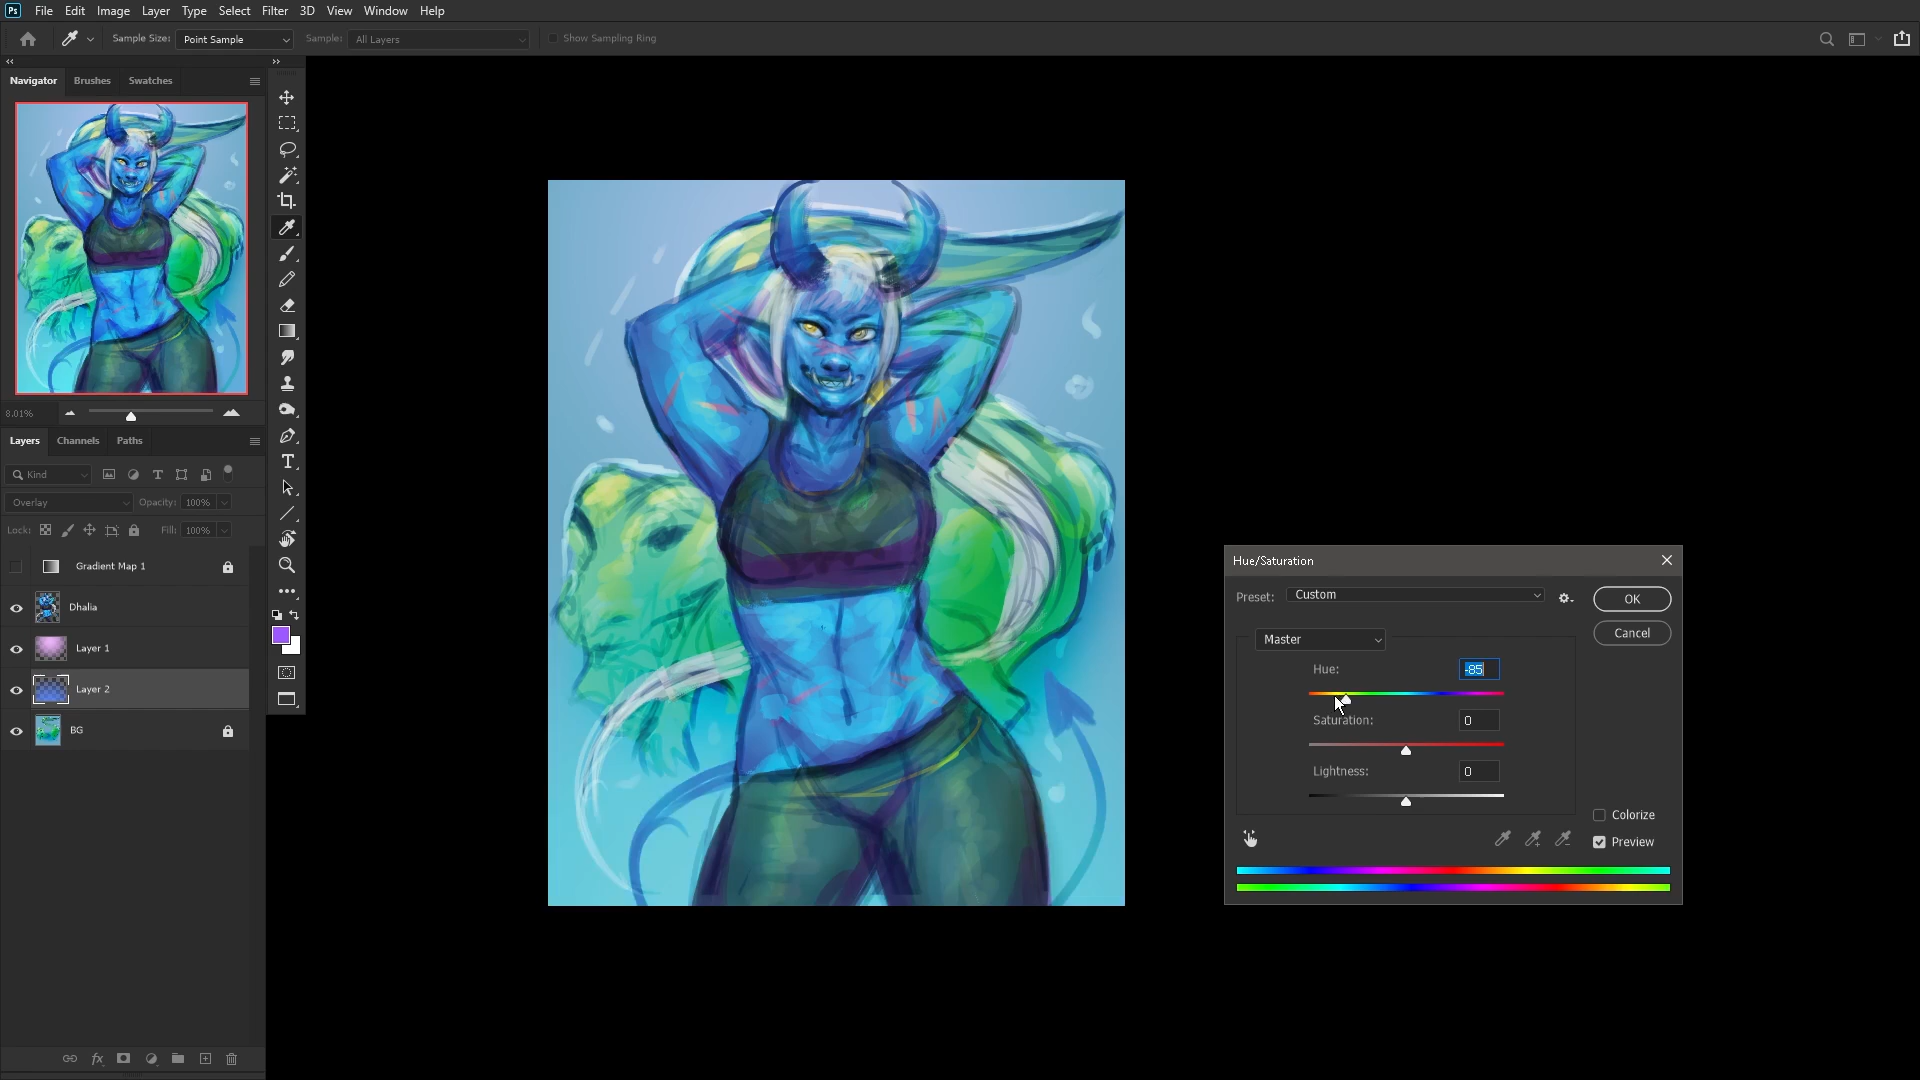 Ps File Edit Image Layer Type Select Filter 3D View Window Help
Sample Size: Point Sample Sample: All Layers Show Sampling Ring
Navigator Brushes Swatches
8.01%
Layers Channels Paths
Kind
Overlay Opacity: 100%
Lock: Fill: 100%
Gradient Map 1
Dhalia
Layer 1
Layer 2
BG
fx
Hue/Saturation
Preset: Custom
OK
Cancel
Master
Hue: -85
Saturation: 0
Lightness: 0
Colorize
Preview